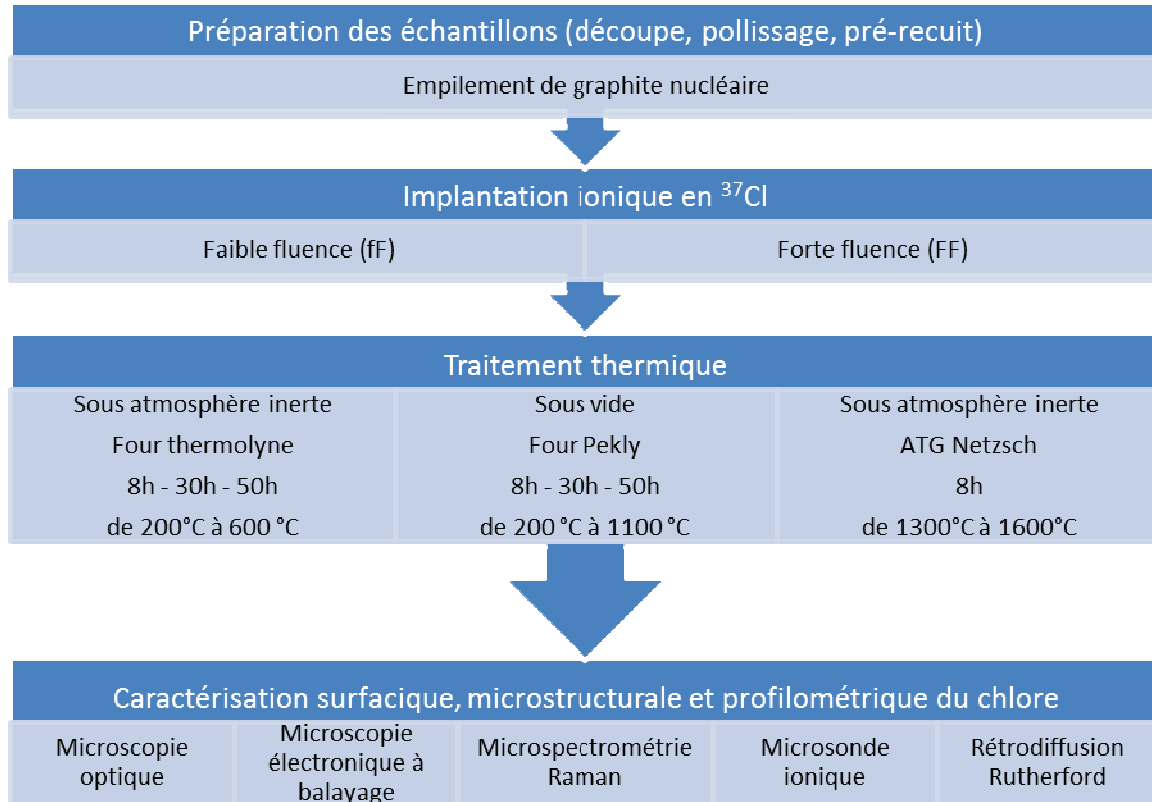 Préparation des échantillons (découpe, pollissage, pré-recuit)
Empilement de graphite nucléaire
Implantation ionique en ³⁷Cl
Faible fluence (fF)
Forte fluence (FF)
Traitement thermique
Sous atmosphère inerte
Four thermolyne
8h - 30h - 50h
de 200°C à 600 °C
Sous vide
Four Pekly
8h - 30h - 50h
de 200 °C à 1100 °C
Sous atmosphère inerte
ATG Netzsch
8h
de 1300°C à 1600°C
Caractérisation surfacique, microstructurale et profilométrique du chlore
Microscopie
optique
Microscopie
électronique à
balayage
Microspectrométrie
Raman
Microsonde
ionique
Rétrodiffusion
Rutherford